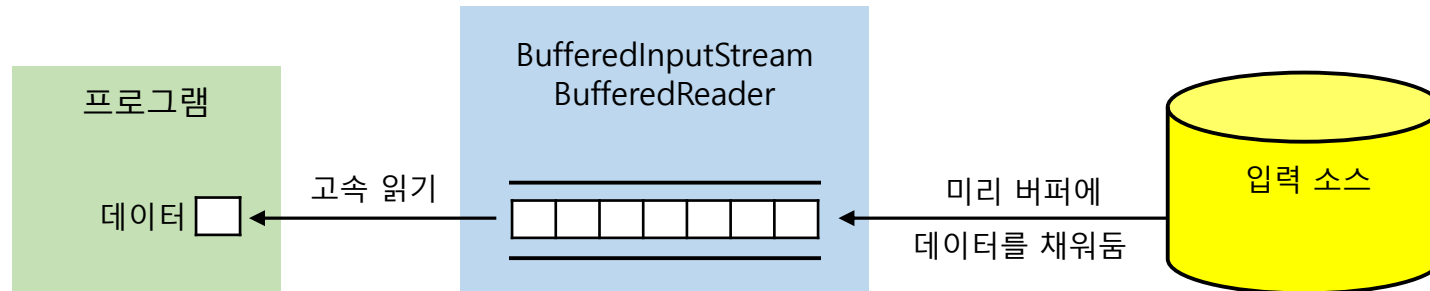 프로그램
데이터
고속 읽기
BufferedInputStream
BufferedReader
미리 버퍼에
데이터를 채워둠
입력 소스